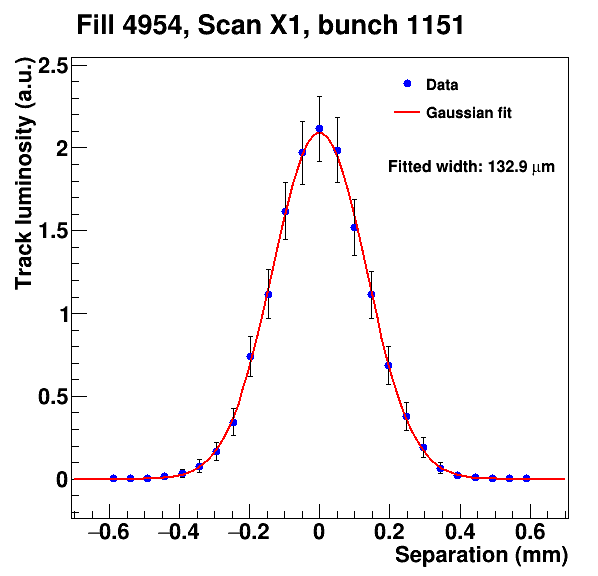 Fill 4954, Scan X1, bunch 1151
Track luminosity (a.u.)
2.5
2
1.5
1
0.5
0
Data
Gaussian fit
Fitted width: 132.9 μm
−0.6 −0.4 −0.2 0 0.2 0.4 0.6
Separation (mm)